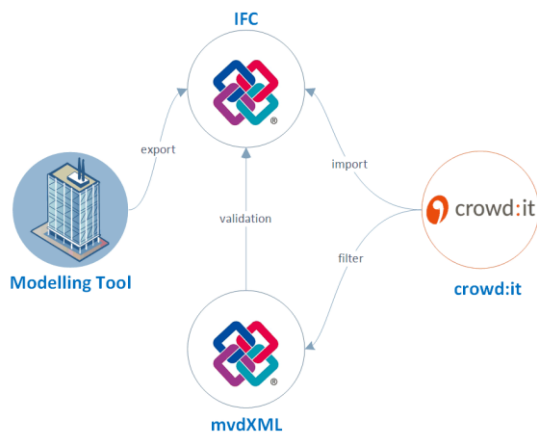 IFC
®
export
import
crowd:it
validation
Modelling Tool
filter
crowd:it
®
mvdXML